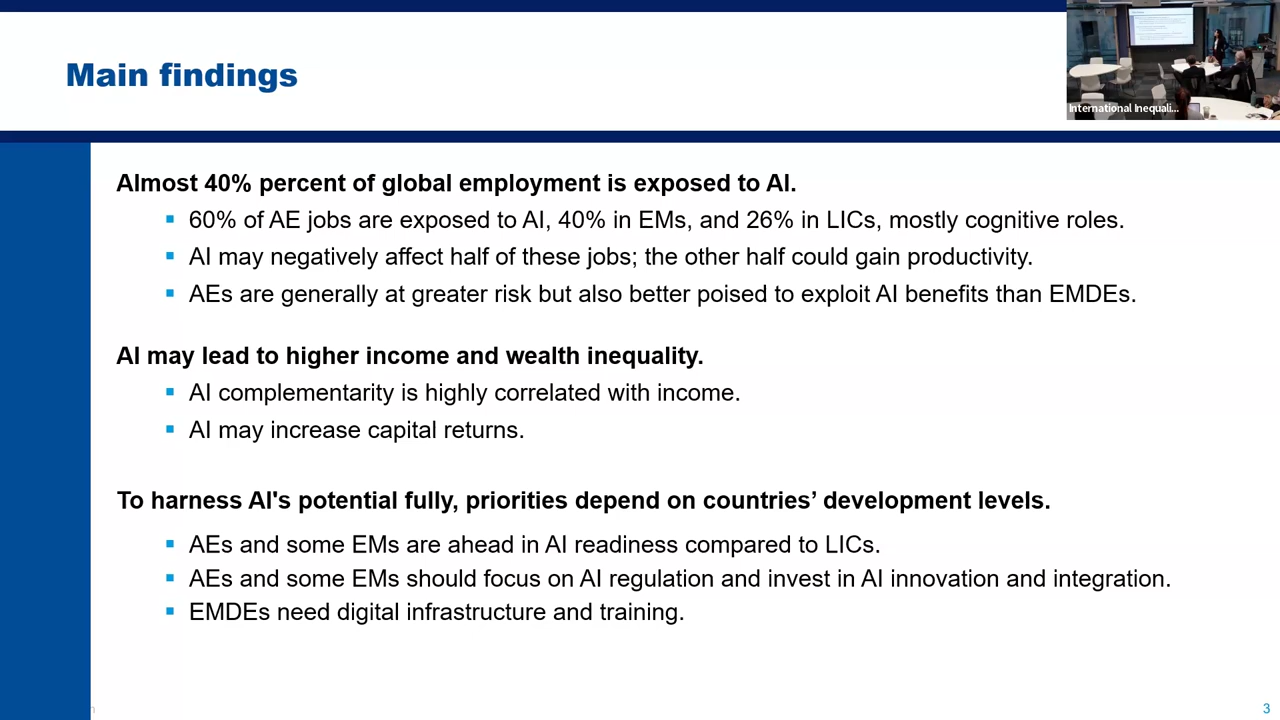 Main findings
International Inequali...
Almost 40% percent of global employment is exposed to AI.
▪ 60% of AE jobs are exposed to AI, 40% in EMs, and 26% in LICs, mostly cognitive roles.
▪ AI may negatively affect half of these jobs; the other half could gain productivity.
▪ AEs are generally at greater risk but also better poised to exploit AI benefits than EMDEs.
AI may lead to higher income and wealth inequality.
▪ AI complementarity is highly correlated with income.
▪ AI may increase capital returns.
To harness AI's potential fully, priorities depend on countries’ development levels.
▪ AEs and some EMs are ahead in AI readiness compared to LICs.
▪ AEs and some EMs should focus on AI regulation and invest in AI innovation and integration.
▪ EMDEs need digital infrastructure and training.
3